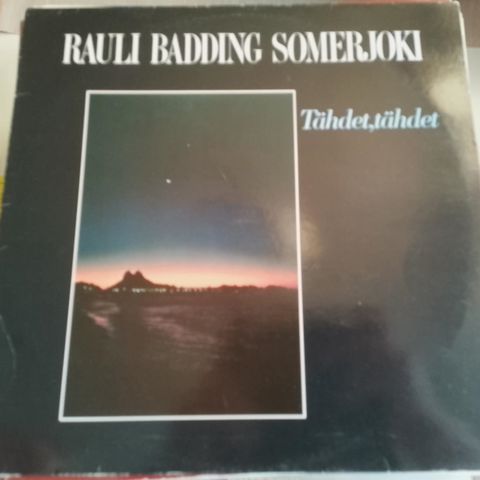 RAULI BADDING SOMERJOKI
Tähdet,tähdet